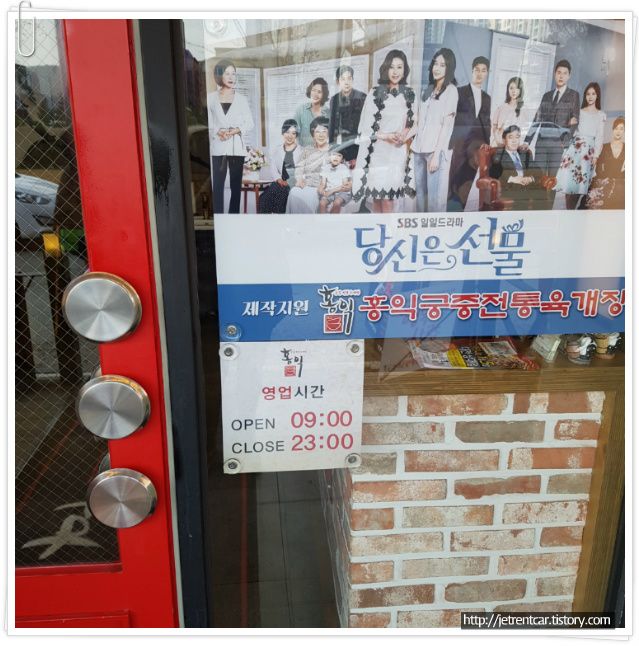 SBS 일일드라마
당신은 선물
제작지원 홍익 홍익궁중전통육개장
홍익
영업시간
OPEN 09:00
CLOSE 23:00
http://jetrentcar.tistory.com